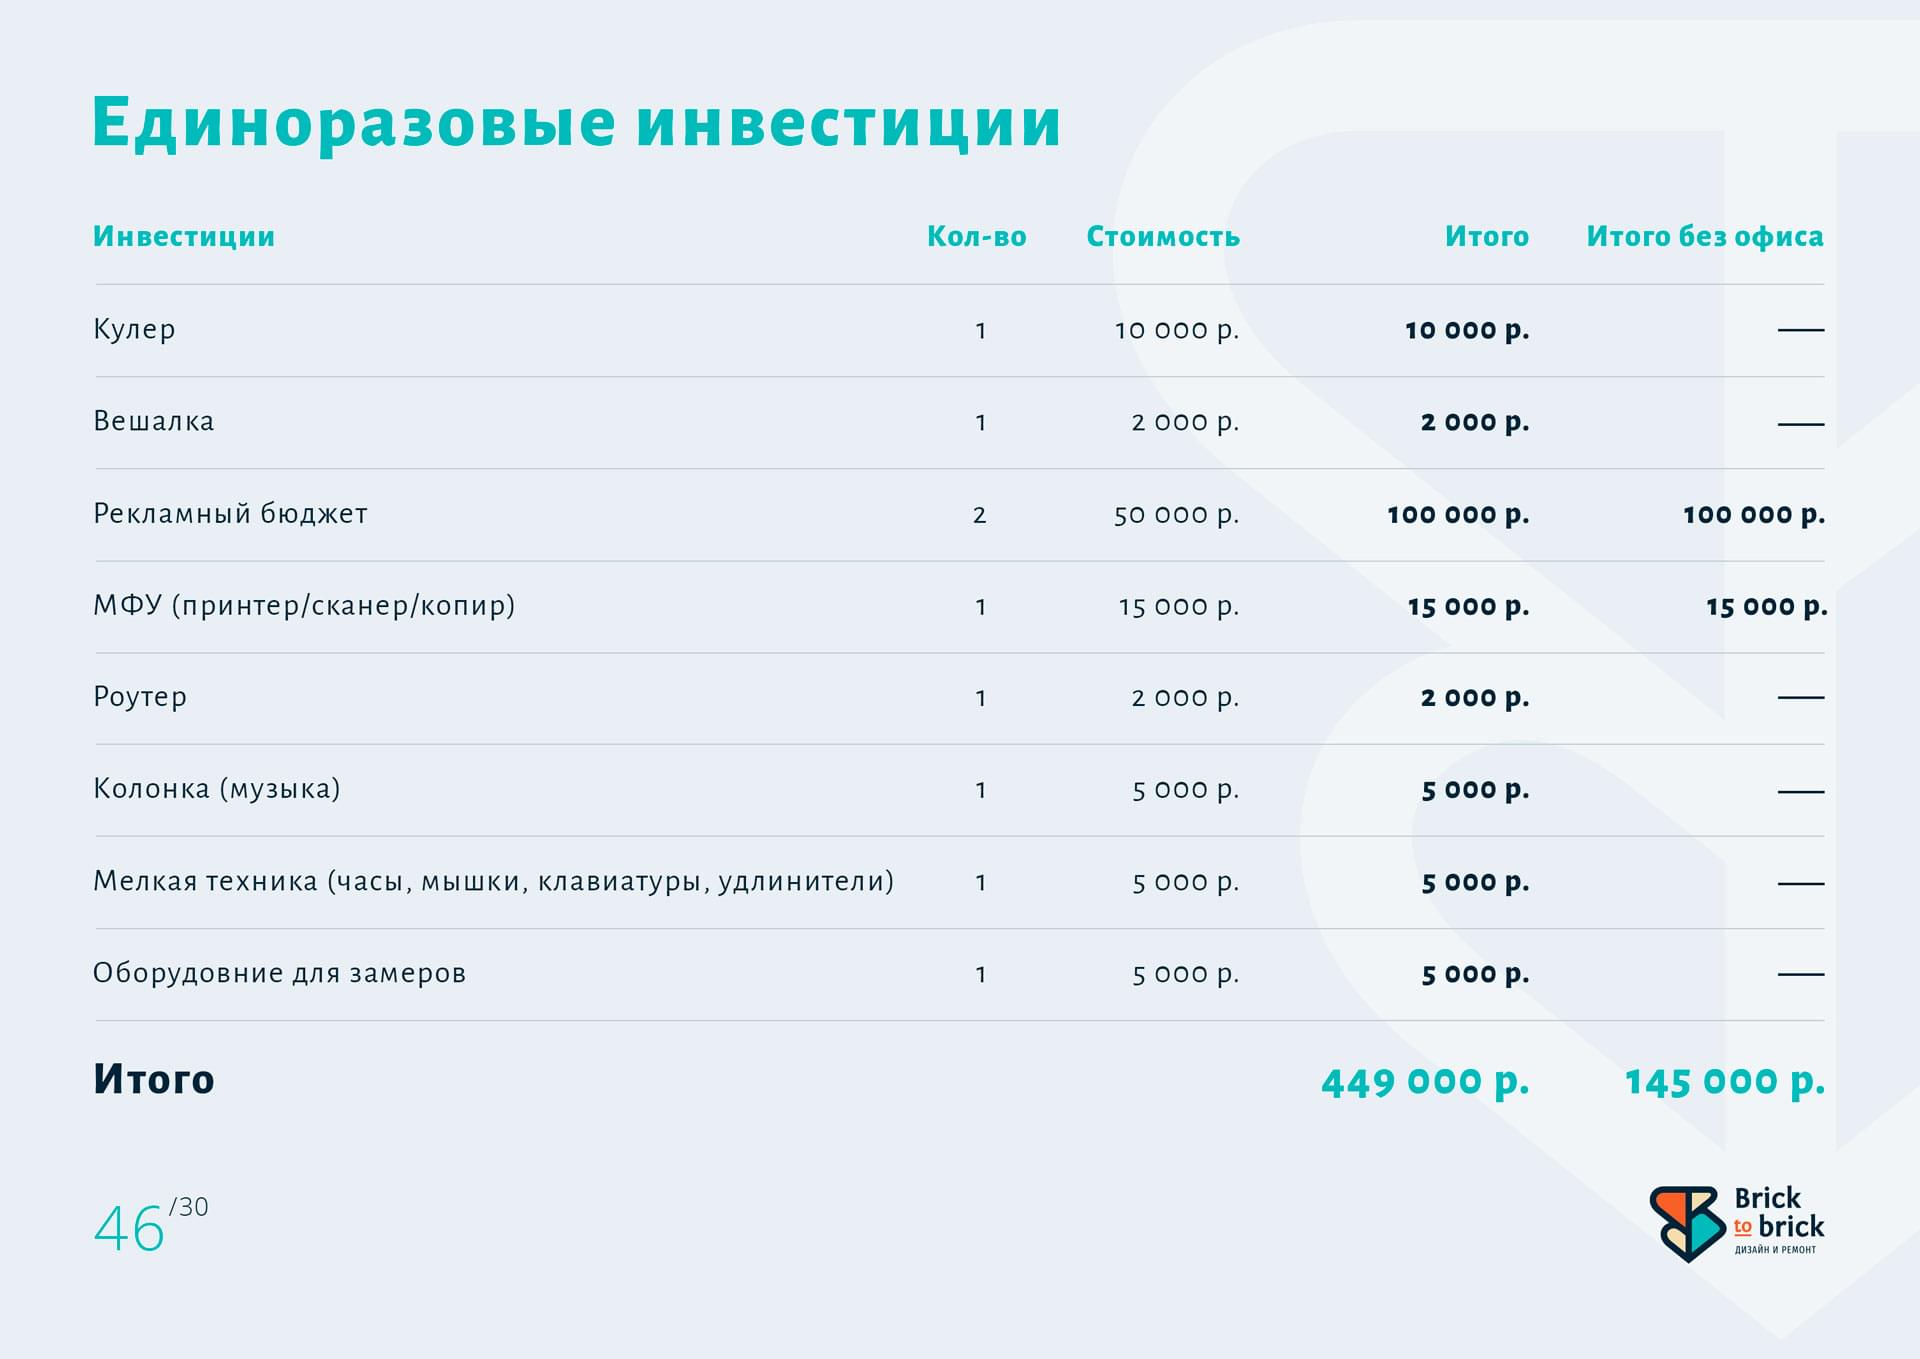 Единоразовые инвестиции
Инвестиции Кол-во Стоимость Итого Итого без офиса
Кулер 1 10 000 р. 10 000 р. —
Вешалка 1 2 000 р. 2 000 р. —
Рекламный бюджет 2 50 000 р. 100 000 р. 100 000 р.
МФУ (принтер/сканер/копир) 1 15 000 р. 15 000 р. 15 000 р.
Роутер 1 2 000 р. 2 000 р. —
Колонка (музыка) 1 5 000 р. 5 000 р. —
Мелкая техника (часы, мышки, клавиатуры, удлинители) 1 5 000 р. 5 000 р. —
Оборудовние для замеров 1 5 000 р. 5 000 р. —
Итого 449 000 р. 145 000 р.
46/30
Brick
to brick
ДИЗАЙН И РЕМОНТ